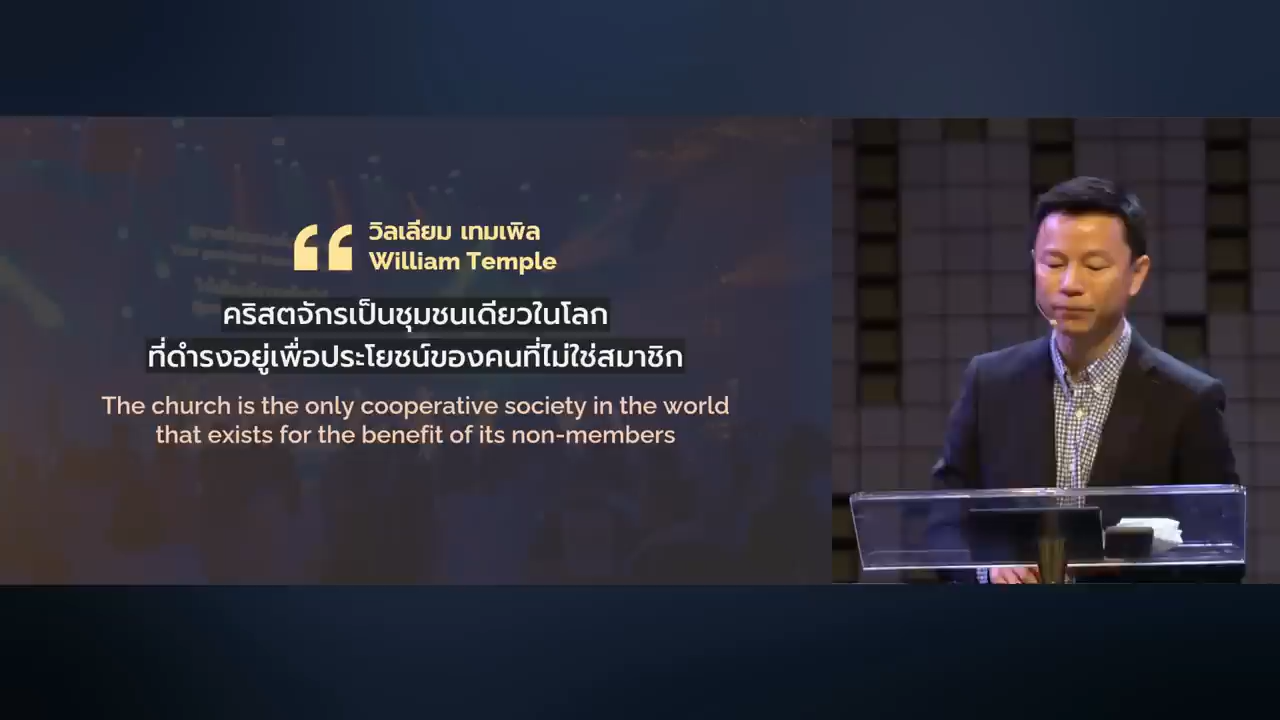 วิลเลียม เทมเพิล
William Temple
คริสตจักรเป็นชุมชนเดียวในโลก
ที่ดำรงอยู่เพื่อประโยชน์ของคนที่ไม่ใช่สมาชิก
The church is the only cooperative society in the world
that exists for the benefit of its non-members